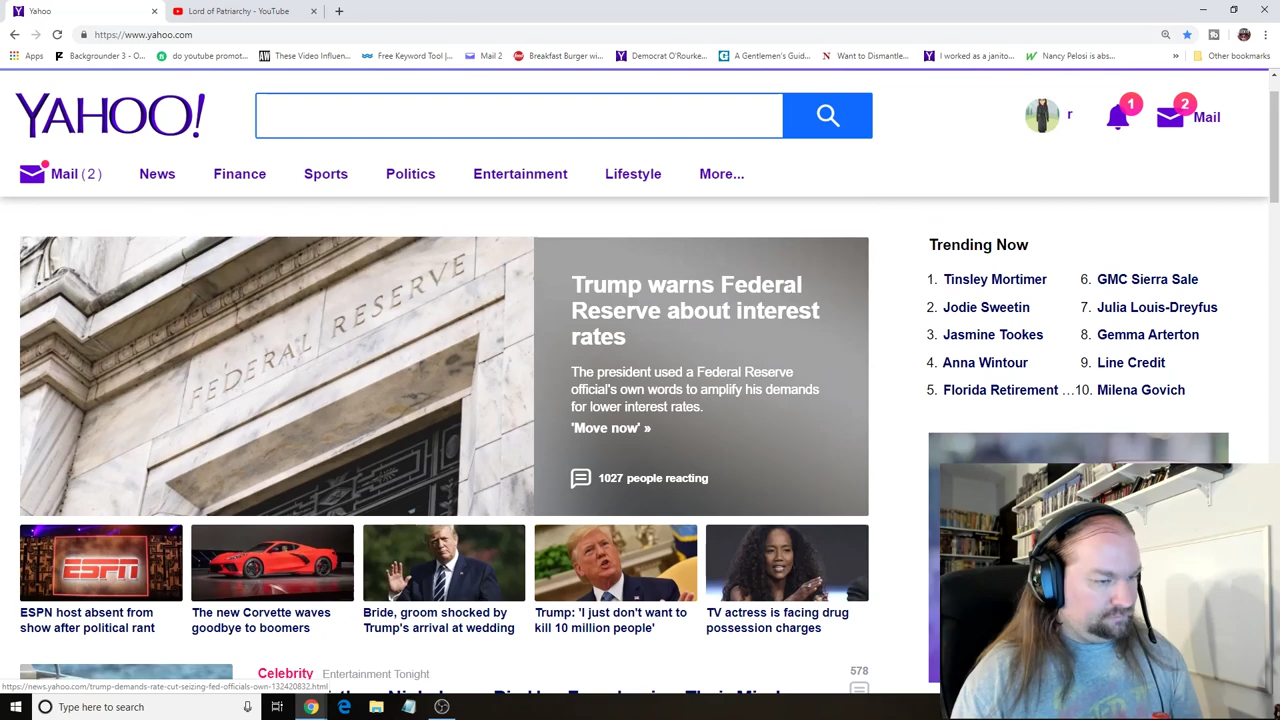 Yahoo
Lord of Patriarchy - YouTube
https://www.yahoo.com
Apps
Backgrounder 3 - O...
do youtube promot...
These Video Influen...
Free Keyword Tool |...
Mail 2
Breakfast Burger wi...
Democrat O'Rourke...
A Gentlemen's Guid...
Want to Dismantle...
I worked as a janito...
Nancy Pelosi is abs...
»
Other bookmarks
YAHOO!
r
1
2
Mail
Mail (2)
News
Finance
Sports
Politics
Entertainment
Lifestyle
More...
FEDERAL RESERVE
Trump warns Federal
Reserve about interest
rates
The president used a Federal Reserve
official's own words to amplify his demands
for lower interest rates.
'Move now' »
1027 people reacting
Trending Now
1. Tinsley Mortimer
2. Jodie Sweetin
3. Jasmine Tookes
4. Anna Wintour
5. Florida Retirement ...
6. GMC Sierra Sale
7. Julia Louis-Dreyfus
8. Gemma Arterton
9. Line Credit
10. Milena Govich
ESPN
ESPN host absent from
show after political rant
The new Corvette waves
goodbye to boomers
Bride, groom shocked by
Trump's arrival at wedding
Trump: 'I just don't want to
kill 10 million people'
TV actress is facing drug
possession charges
Celebrity Entertainment Tonight
578
https://news.yahoo.com/trump-demands-rate-cut-seizing-fed-officials-own-132420832.html
Type here to search